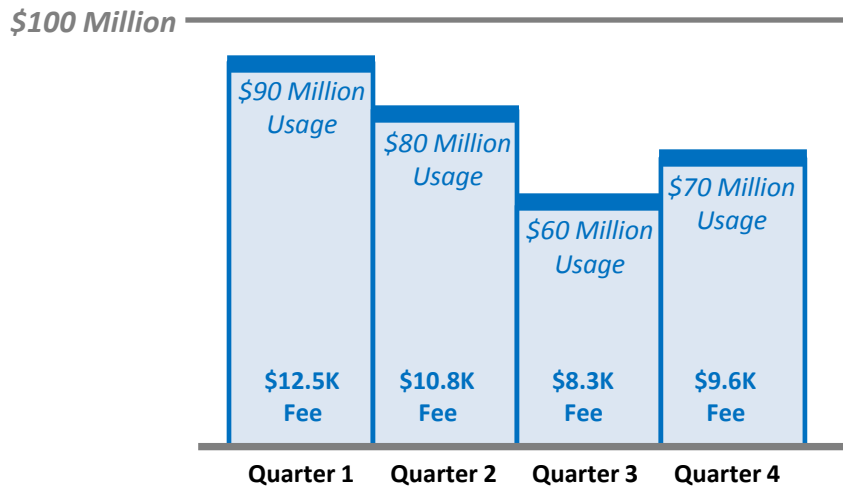 $100 Million
$90 Million
Usage
$80 Million
Usage
$60 Million
Usage
$70 Million
Usage
$12.5K
Fee
$10.8K
Fee
$8.3K
Fee
$9.6K
Fee
Quarter 1
Quarter 2
Quarter 3
Quarter 4